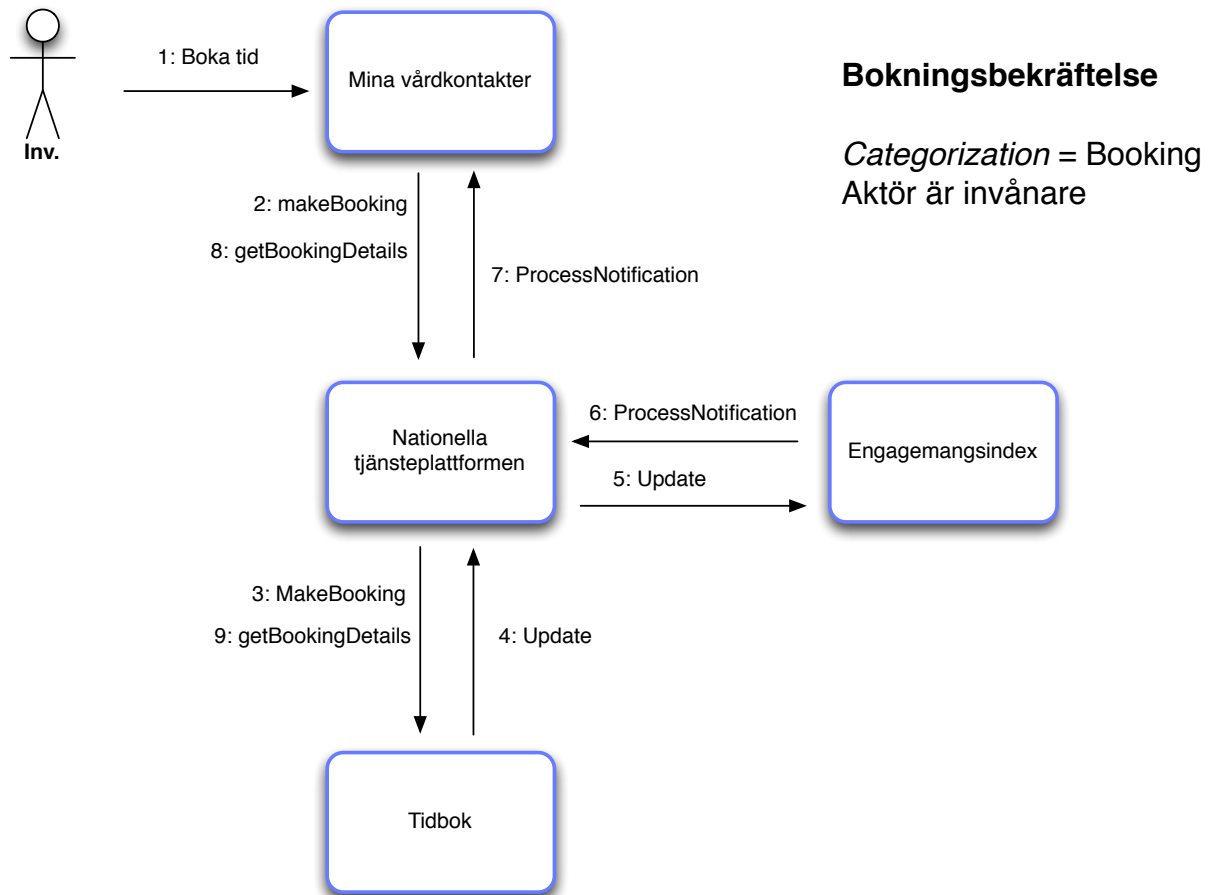 1: Boka tid
Inv.
Mina vårdkontakter
Bokningsbekräftelse
Categorization = Booking
Aktör är invånare
2: makeBooking
8: getBookingDetails
7: ProcessNotification
Nationella
tjänsteplattformen
6: ProcessNotification
5: Update
Engagemangsindex
3: MakeBooking
9: getBookingDetails
4: Update
Tidbok